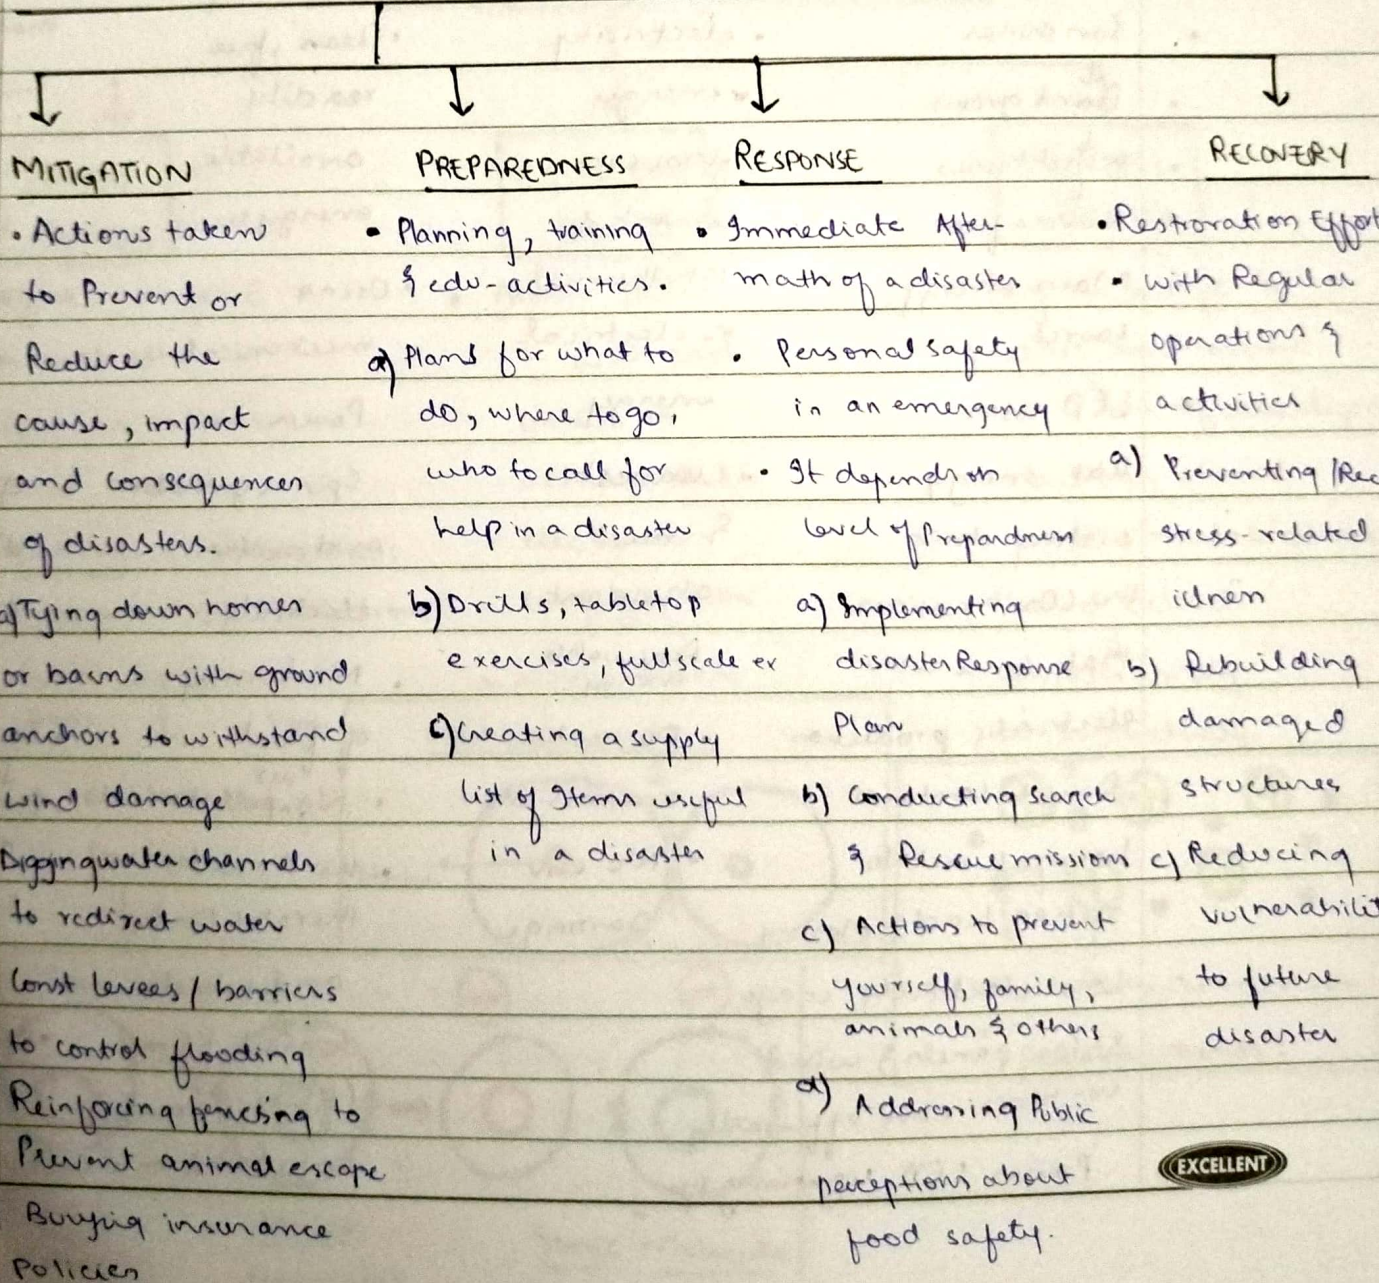 MITIGATION
• Actions taken
to Prevent or
Reduce the
cause, impact
and consequences
of disasters.
a) Tying down homes
or barns with ground
anchors to withstand
wind damage
Digging water channels
to redirect water
Const levees / barriers
to control flooding
Reinforcing fencsing to
Prevent animal escape
Buying insurance
Policies
PREPAREDNESS
• Planning, training
& edu-activities.
a) Plans for what to
do, where to go,
who to call for
help in a disaster
b) Drills, tabletop
exercises, fullscale ex
c) Creating a supply
list of Items useful
in a disaster
RESPONSE
• Immediate After-
math of a disaster
• Personal safety
in an emergency
• It depends on
level of Prepardness
a) Implementing
disaster Response
Plan
b) Conducting Search
& Rescue missions
c) Actions to prevent
yourself, family,
animals & others
d) Addressing Public
perceptions about
food safety.
RECOVERY
• Restroration Effort
• with Regular
operations &
activities
a) Preventing /Rec
stress-related
illness
b) Rebuilding
damaged
structures
c) Reducing
vulnerabilit
to future
disaster
EXCELLENT